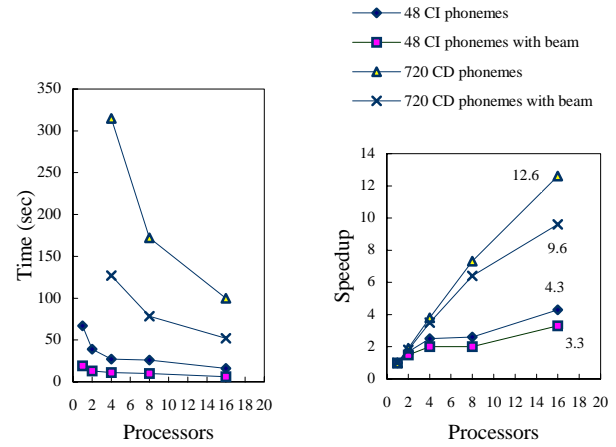 48 CI phonemes
48 CI phonemes with beam
720 CD phonemes
720 CD phonemes with beam
350
300
250
200
150
100
50
0
Time (sec)
0 2 4 6 8 10 12 14 16 18 20
Processors
14
12
10
8
6
4
2
0
Speedup
12.6
9.6
4.3
3.3
0 2 4 6 8 10 12 14 16 18 20
Processors